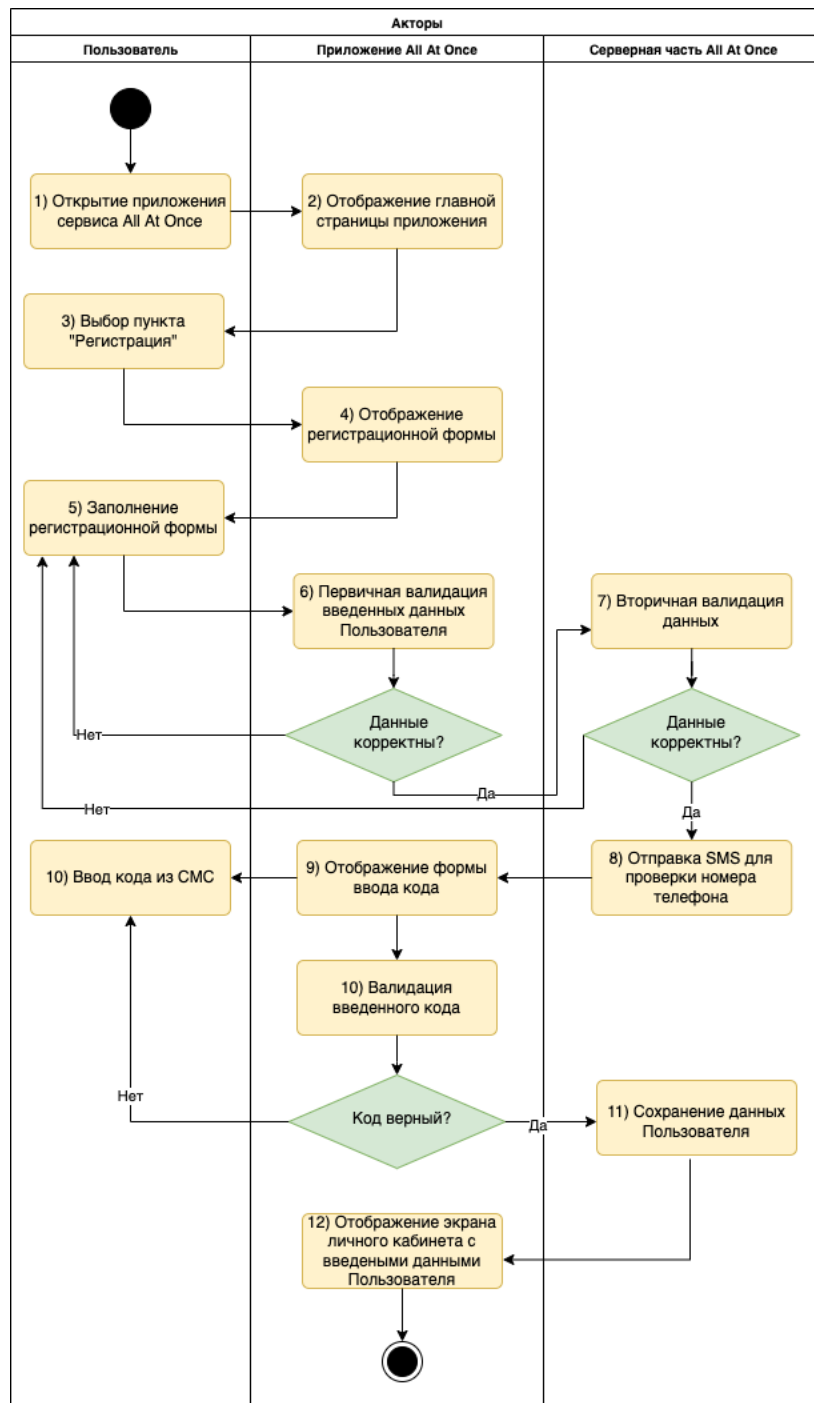 Акторы
Пользователь
Приложение All At Once
Серверная часть All At Once
1) Открытие приложения
сервиса All At Once
2) Отображение главной
страницы приложения
3) Выбор пункта
"Регистрация"
4) Отображение
регистрационной формы
5) Заполнение
регистрационной формы
6) Первичная валидация
введенных данных
Пользователя
7) Вторичная валидация
данных
Данные
корректны?
Данные
корректны?
Нет
Да
Нет
Да
10) Ввод кода из СМС
9) Отображение формы
ввода кода
8) Отправка SMS для
проверки номера
телефона
10) Валидация
введенного кода
Нет
Код верный?
Да
11) Сохранение данных
Пользователя
12) Отображение экрана
личного кабинета с
введеными данными
Пользователя